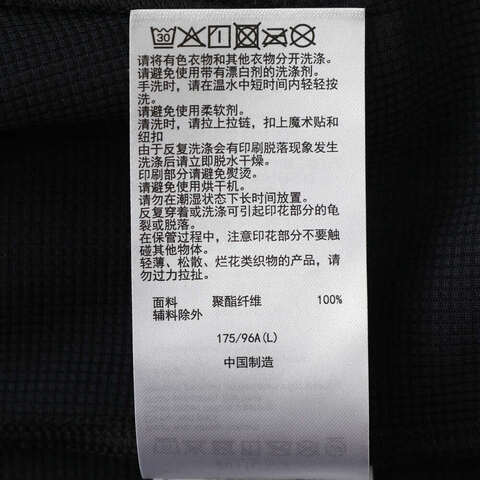 30
请将有色衣物和其他衣物分开洗涤。
请避免使用带有漂白剂的洗涤剂。
手洗时，请在温水中短时间内轻轻按
洗。
请避免使用柔软剂。
清洗时，请拉上拉链，扣上魔术贴和
纽扣
由于反复洗涤会有印刷脱落现象发生
洗涤后请立即脱水干燥。
印刷部分请避免熨烫。
请避免使用烘干机。
请勿在潮湿状态下长时间放置。
反复穿着或洗涤可引起印花部分的龟
裂或脱落。
在保管过程中，注意印花部分不要触
碰其他物体。
轻薄、松散、烂花类织物的产品，请
勿过力拉扯。
面料 聚酯纤维 100%
辅料除外
175/96A(L)
中国制造